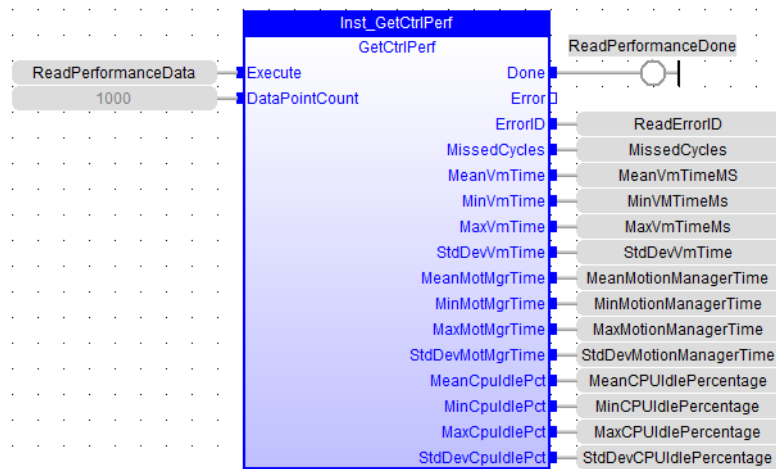 Inst_GetCtrlPerf
GetCtrlPerf
ReadPerformanceDone
ReadPerformanceData Execute Done
1000 DataPointCount Error
ErrorID ReadErrorID
MissedCycles MissedCycles
MeanVmTime MeanVmTimeMS
MinVmTime MinVMTimeMs
MaxVmTime MaxVmTimeMs
StdDevVmTime StdDevVmTime
MeanMotMgrTime MeanMotionManagerTime
MinMotMgrTime MinMotionManagerTime
MaxMotMgrTime MaxMotionManagerTime
StdDevMotMgrTime StdDevMotionManagerTime
MeanCpuIdlePct MeanCPUIdlePercentage
MinCpuIdlePct MinCPUIdlePercentage
MaxCpuIdlePct MaxCPUIdlePercentage
StdDevCpuIdlePct StdDevCPUIdlePercentage